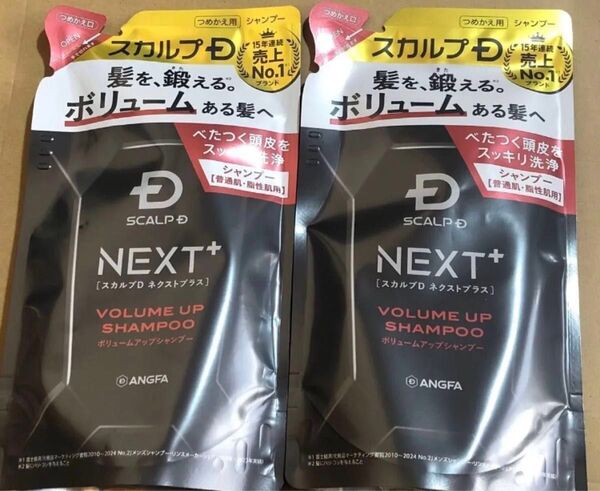 つめかえ口
OPEN
つめかえ用 シャンプー
スカルプD
15年連続
売上
No.1
ブランド
髪を、鍛える。
ボリューム ある髪へ
べたつく頭皮を
スッキリ洗浄
シャンプー
【普通肌・脂性肌用】
D
SCALP D
NEXT+
[スカルプD ネクストプラス]
VOLUME UP
SHAMPOO
ボリュームアップシャンプー
ANGFA
つめかえ口
OPEN
つめかえ用 シャンプー
スカルプD
15年連続
売上
No.1
ブランド
髪を、鍛える。
ボリューム ある髪へ
べたつく頭皮を
スッキリ洗浄
シャンプー
【普通肌・脂性肌用】
D
SCALP D
NEXT+
[スカルプD ネクストプラス]
VOLUME UP
SHAMPOO
ボリュームアップシャンプー
ANGFA